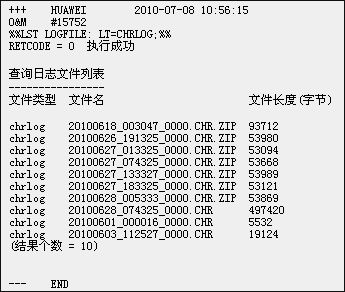 +++    HUAWEI        2010-07-08 10:56:15
O&M    #15752
%%LST LOGFILE: LT=CHRLOG;%%
RETCODE = 0  执行成功
查询日志文件列表
----------------
文件类型  文件名                        文件长度(字节)
chrlog    20100618_003047_0000.CHR.ZIP  93712
chrlog    20100626_191325_0000.CHR.ZIP  53980
chrlog    20100627_013325_0000.CHR.ZIP  53094
chrlog    20100627_074325_0000.CHR.ZIP  53668
chrlog    20100627_133327_0000.CHR.ZIP  53989
chrlog    20100627_183325_0000.CHR.ZIP  53121
chrlog    20100628_005333_0000.CHR.ZIP  53869
chrlog    20100628_074325_0000.CHR      497420
chrlog    20100601_000016_0000.CHR      5532
chrlog    20100603_112527_0000.CHR      19124
(结果个数 = 10)
---    END